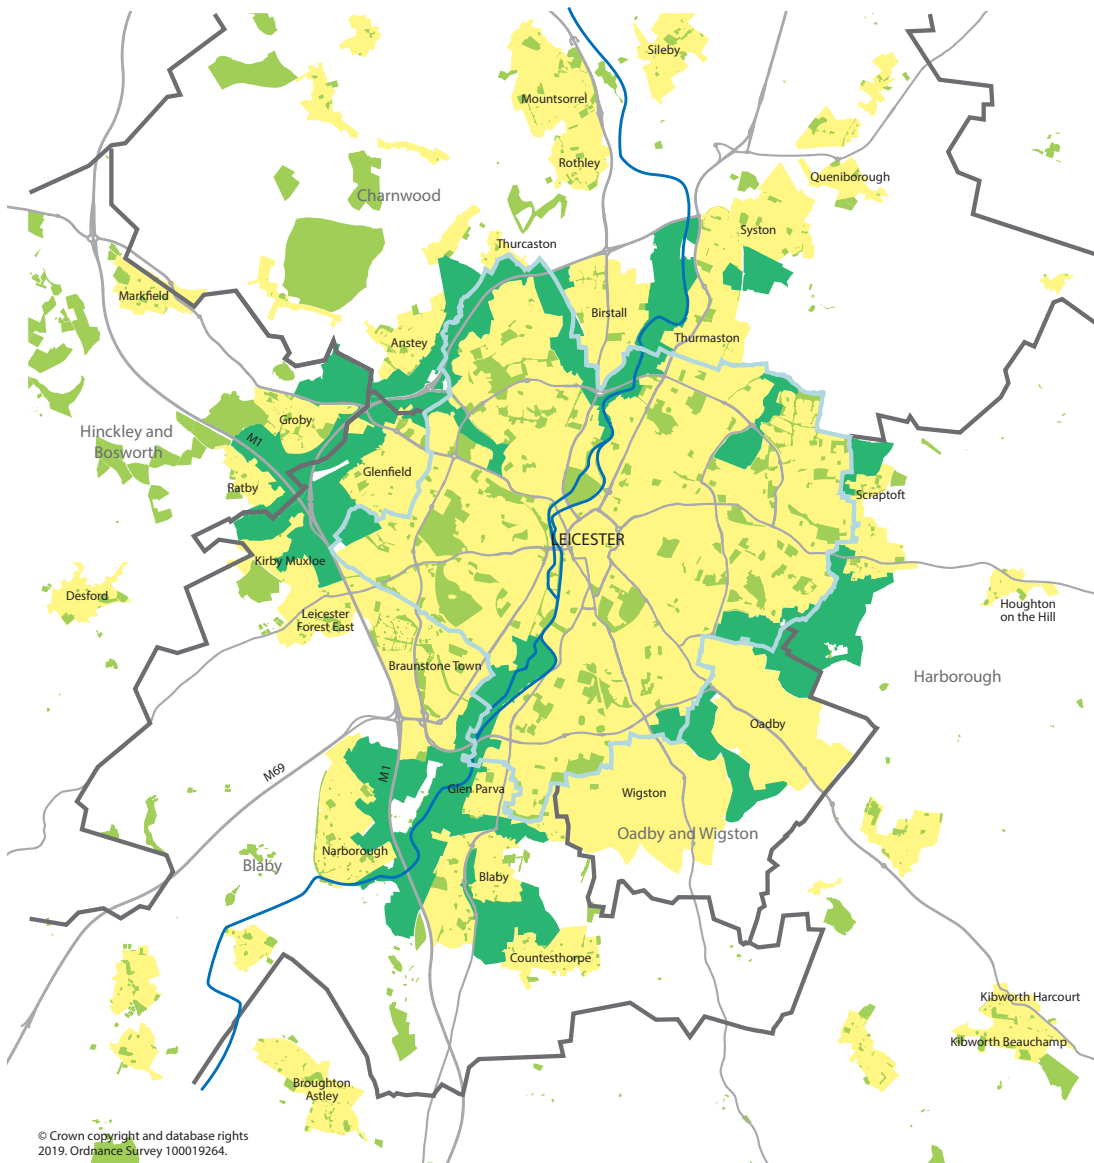 Sileby
Mountsorrel
Rothley
Queniborough
Charnwood
Syston
Thurcaston
Markfield
Birstall
Thurmaston
Anstey
Groby
Hinckley and
Bosworth
M1
Glenfield
Ratby
Scraptoft
LEICESTER
Kirby Muxloe
Desford
Houghton
on the Hill
Leicester
Forest East
Braunstone Town
Harborough
Oadby
M69
M1
Glen Parva
Wigston
Oadby and Wigston
Narborough
Blaby
Blaby
Countesthorpe
Kibworth Harcourt
Kibworth Beauchamp
Broughton
Astley
© Crown copyright and database rights
2019. Ordnance Survey 100019264.